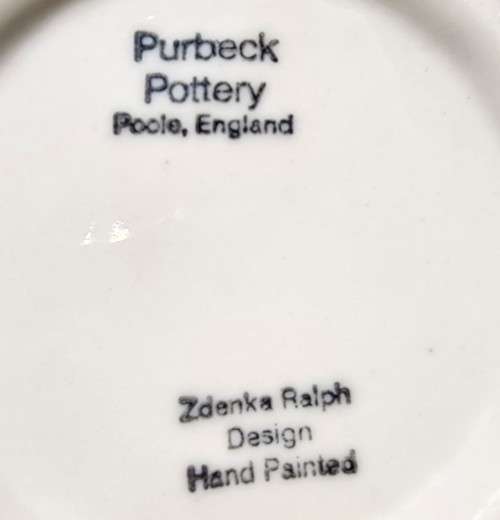 Purbeck
Pottery
Poole, England
Zdenka Ralph
Design
Hand Painted